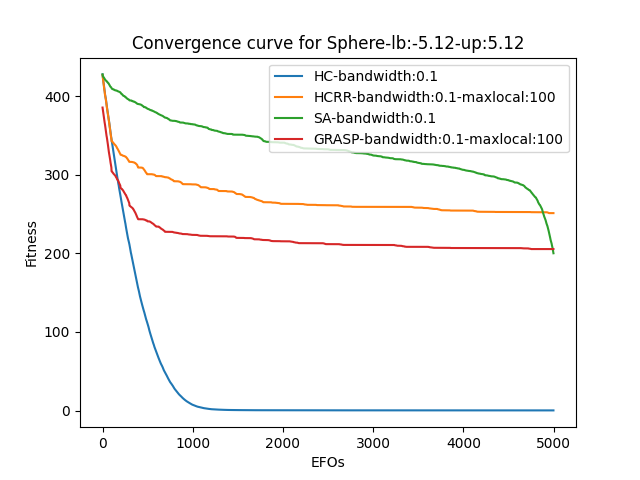 Convergence curve for Sphere-lb:-5.12-up:5.12
HC-bandwidth:0.1
HCRR-bandwidth:0.1-maxlocal:100
SA-bandwidth:0.1
GRASP-bandwidth:0.1-maxlocal:100
Fitness
400
300
200
100
0
0
1000
2000
3000
4000
5000
EFOs